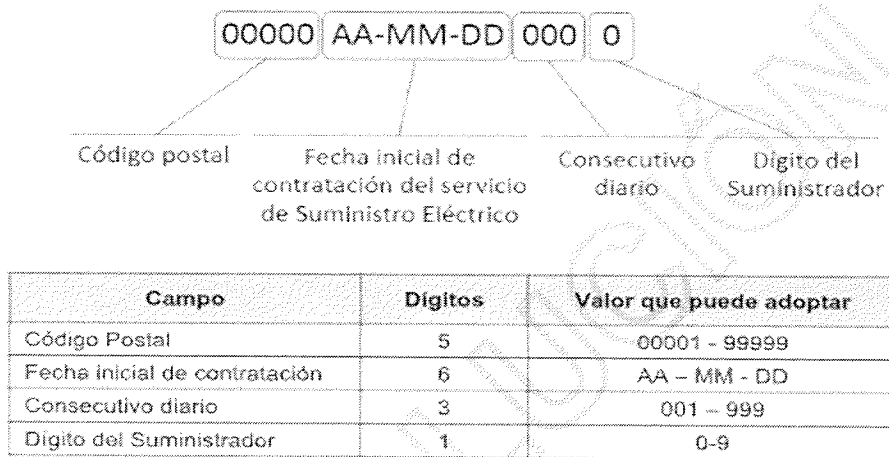 00000 AA-MM-DD 000 0
Código postal
Fecha inicial de
contratación del servicio
de Suministro Eléctrico
Consecutivo
diario
Dígito del
Suministrador
Campo Dígitos Valor que puede adoptar
Código Postal 5 00001 - 99999
Fecha inicial de contratación 6 AA – MM - DD
Consecutivo diario 3 001 – 999
Dígito del Suministrador 1 0-9